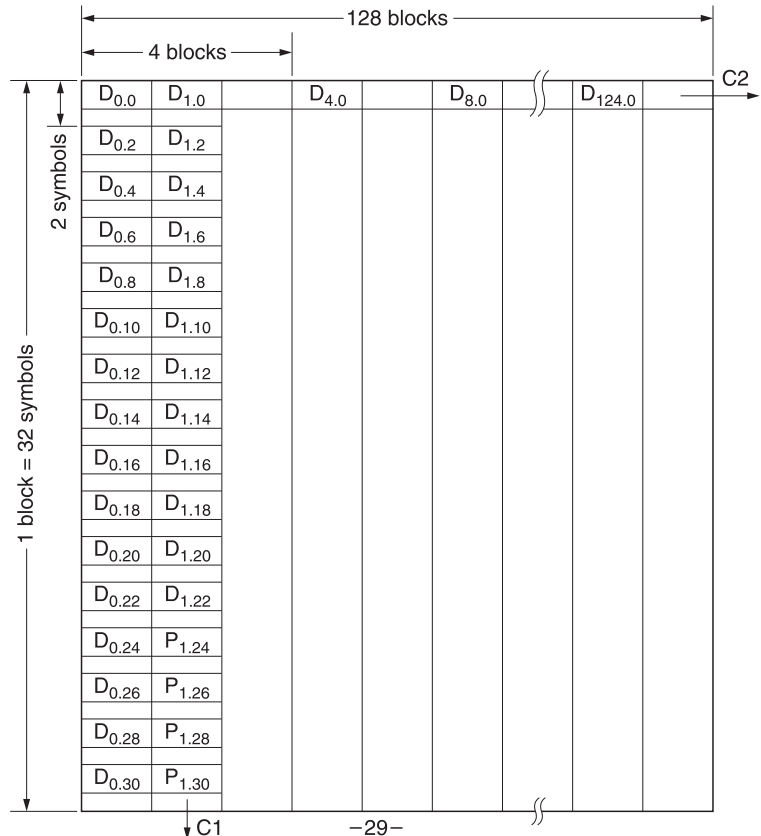 128 blocks
4 blocks
C2
D0.0 D1.0 D4.0 D8.0 D124.0
2 symbols
D0.2 D1.2
D0.4 D1.4
D0.6 D1.6
D0.8 D1.8
D0.10 D1.10
D0.12 D1.12
1 block = 32 symbols
D0.14 D1.14
D0.16 D1.16
D0.18 D1.18
D0.20 D1.20
D0.22 D1.22
D0.24 P1.24
D0.26 P1.26
D0.28 P1.28
D0.30 P1.30
C1
–29–